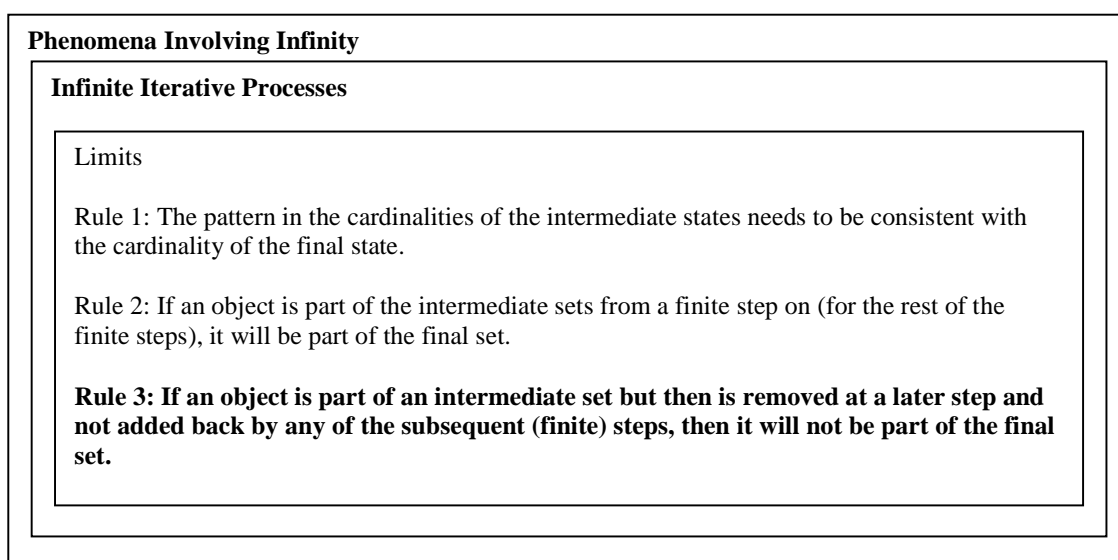 Phenomena Involving Infinity
Infinite Iterative Processes
Limits
Rule 1: The pattern in the cardinalities of the intermediate states needs to be consistent with
the cardinality of the final state.
Rule 2: If an object is part of the intermediate sets from a finite step on (for the rest of the
finite steps), it will be part of the final set.
Rule 3: If an object is part of an intermediate set but then is removed at a later step and
not added back by any of the subsequent (finite) steps, then it will not be part of the final
set.